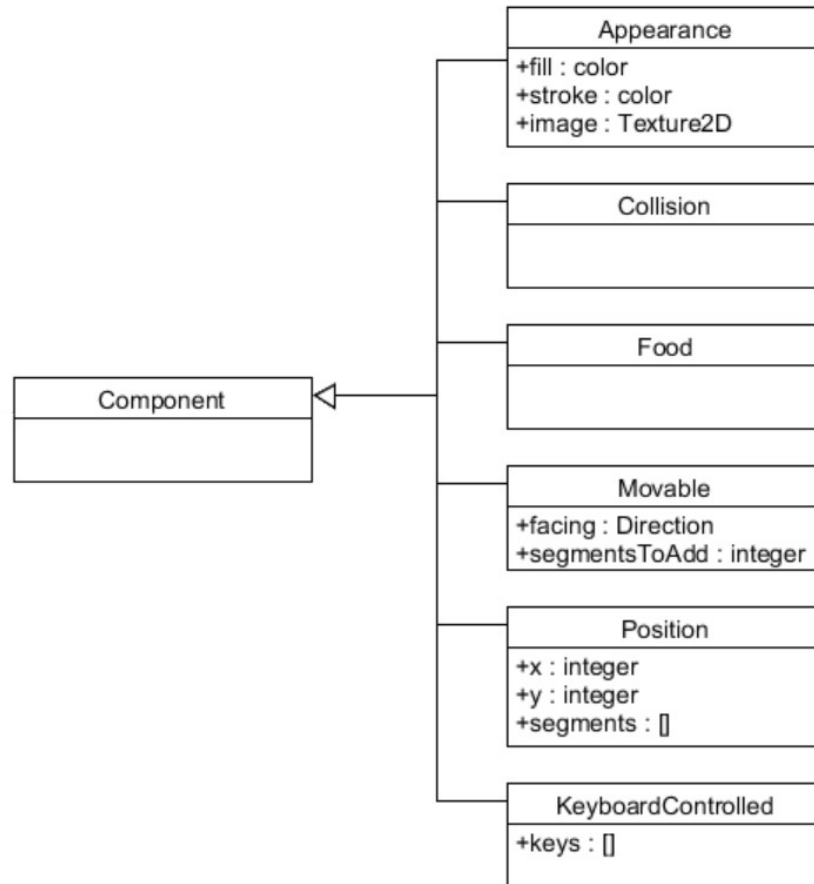 Appearance
+fill : color
+stroke : color
+image : Texture2D
Collision
Food
Component
Movable
+facing : Direction
+segmentsToAdd : integer
Position
+x : integer
+y : integer
+segments : []
KeyboardControlled
+keys : []